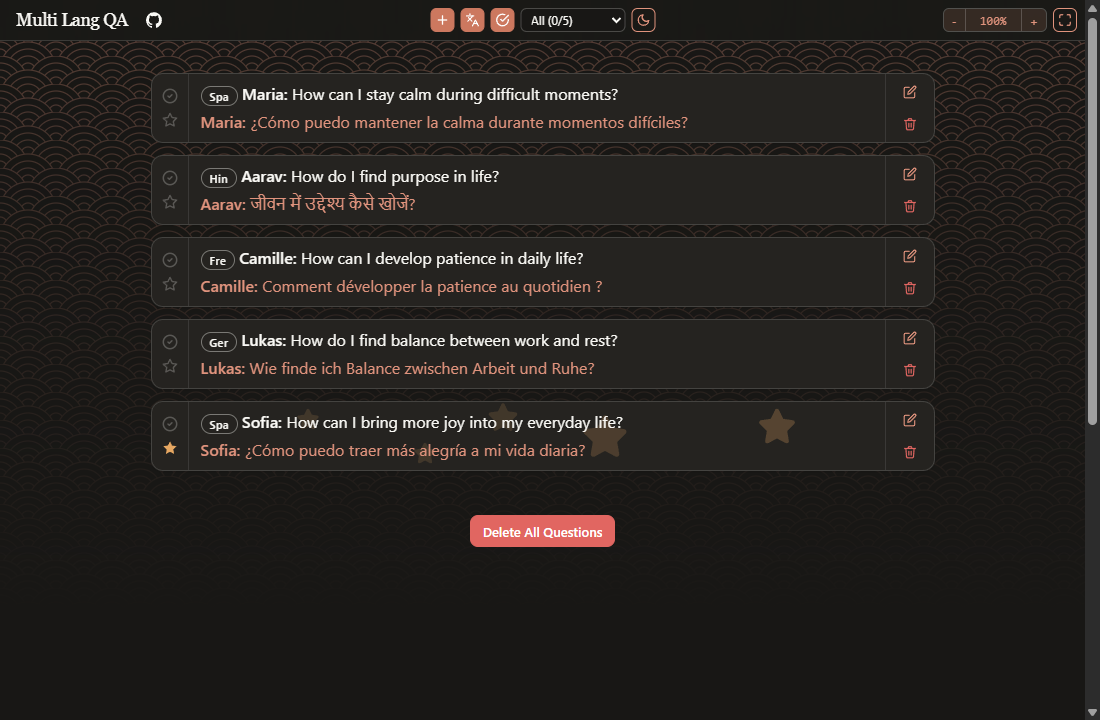 Multi Lang QA
All (0/5)
- 100% +
Spa Maria: How can I stay calm during difficult moments?
Maria: ¿Cómo puedo mantener la calma durante momentos difíciles?
Hin Aarav: How do I find purpose in life?
Aarav: जीवन में उद्देश्य कैसे खोजें?
Fre Camille: How can I develop patience in daily life?
Camille: Comment développer la patience au quotidien ?
Ger Lukas: How do I find balance between work and rest?
Lukas: Wie finde ich Balance zwischen Arbeit und Ruhe?
Spa Sofia: How can I bring more joy into my everyday life?
Sofia: ¿Cómo puedo traer más alegría a mi vida diaria?
Delete All Questions